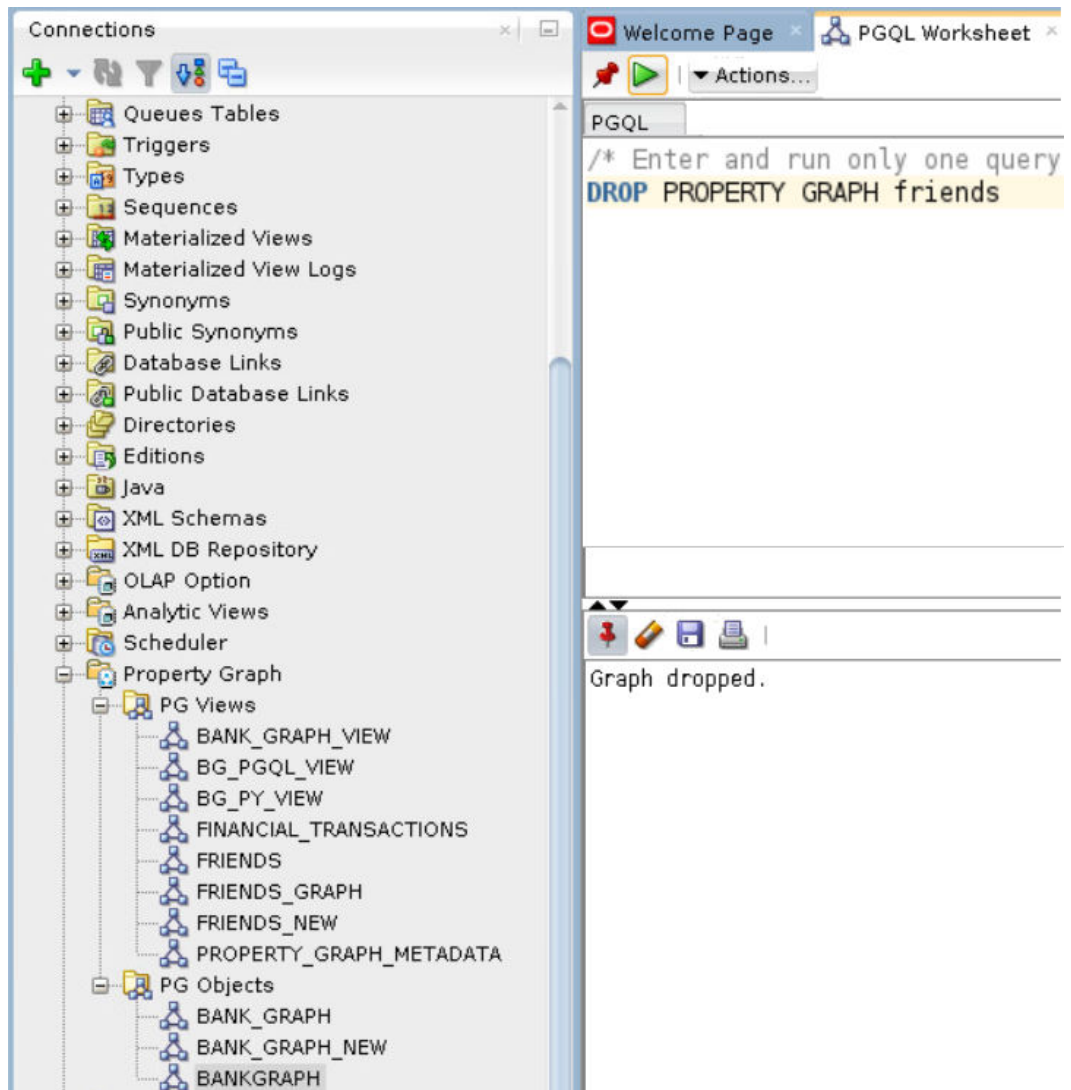 Connections
Queues Tables
Triggers
Types
Sequences
Materialized Views
Materialized View Logs
Synonyms
Public Synonyms
Database Links
Public Database Links
Directories
Editions
Java
XML Schemas
XML DB Repository
OLAP Option
Analytic Views
Scheduler
Property Graph
PG Views
BANK_GRAPH_VIEW
BG_PGQL_VIEW
BG_PY_VIEW
FINANCIAL_TRANSACTIONS
FRIENDS
FRIENDS_GRAPH
FRIENDS_NEW
PROPERTY_GRAPH_METADATA
PG Objects
BANK_GRAPH
BANK_GRAPH_NEW
BANKGRAPH
Welcome Page
PGQL Worksheet
Actions...
PGQL
/* Enter and run only one query
DROP PROPERTY GRAPH friends
Graph dropped.